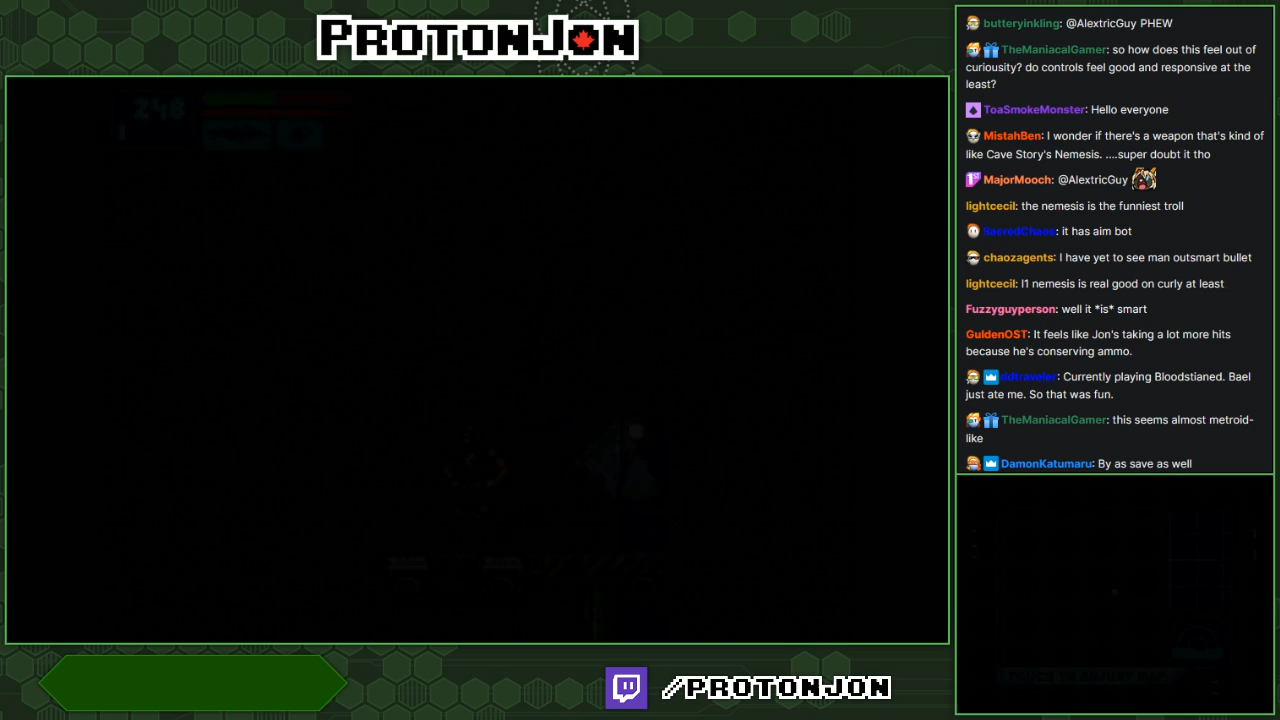 PROTONJON
246
butteryinkling: @AlextricGuy PHEW
TheManiacalGamer: so how does this feel out of
curiousity? do controls feel good and responsive at the
least?
ToaSmokeMonster: Hello everyone
MistahBen: I wonder if there's a weapon that's kind of
like Cave Story's Nemesis. ....super doubt it tho
MajorMooch: @AlextricGuy
lightcecil: the nemesis is the funniest troll
SacredChaos: it has aim bot
chaozagents: I have yet to see man outsmart bullet
lightcecil: l1 nemesis is real good on curly at least
Fuzzyguyperson: well it *is* smart
GuldenOST: It feels like Jon's taking a lot more hits
because he's conserving ammo.
ddtraveler: Currently playing Bloodstianed. Bael
just ate me. So that was fun.
TheManiacalGamer: this seems almost metroid-
like
DamonKatumaru: By as save as well
/PROTONJON